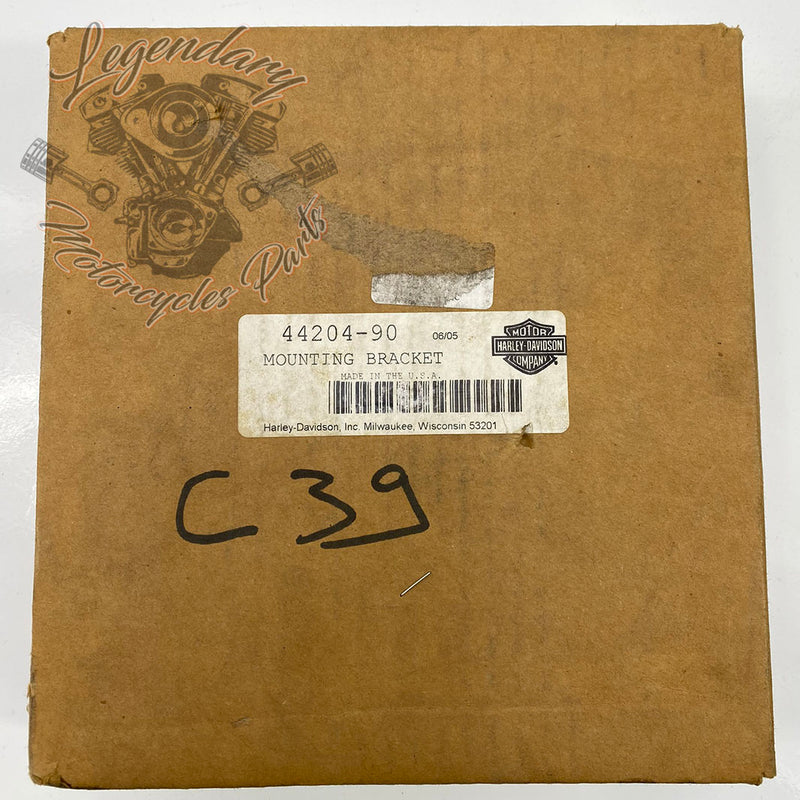 Legendary
Motorcycles Parts
44204-90 06/05
MOUNTING BRACKET
MADE IN THE U.S.A.
MOTOR
HARLEY-DAVIDSON
COMPANY
Harley-Davidson, Inc. Milwaukee, Wisconsin 53201
C 39